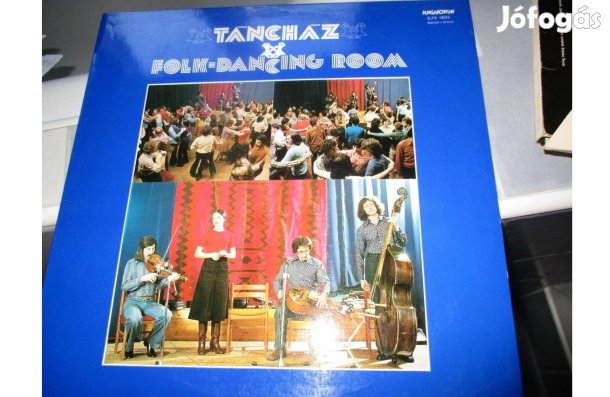 Jófogás
HUNGAROTON
TÁNCHÁZ
FOLK-DANCING ROOM